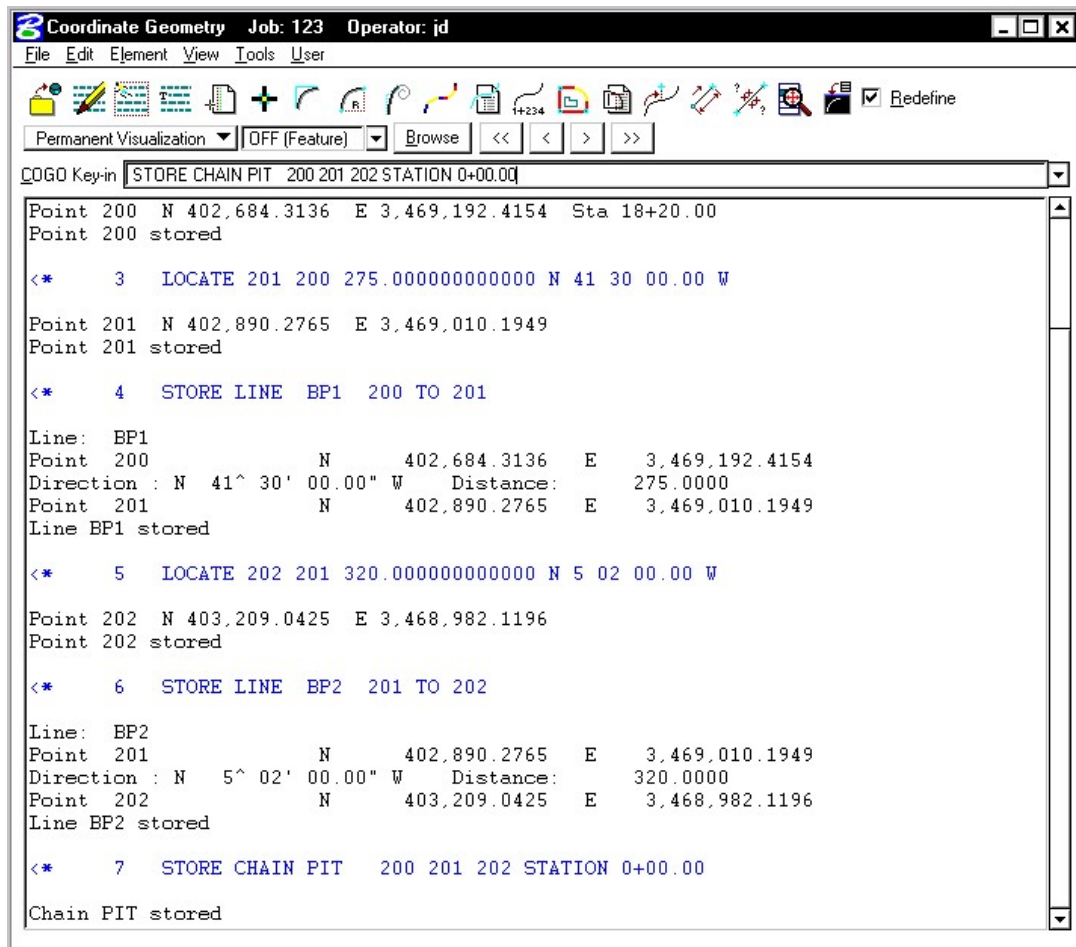 Coordinate Geometry Job: 123 Operator: jd
File Edit Element View Tools User
R 1+234 Redefine
Permanent Visualization OFF (Feature) Browse << < > >>
COGO Key-in STORE CHAIN PIT 200 201 202 STATION 0+00.00
Point 200 N 402,684.3136 E 3,469,192.4154 Sta 18+20.00
Point 200 stored
<* 3 LOCATE 201 200 275.000000000000 N 41 30 00.00 W
Point 201 N 402,890.2765 E 3,469,010.1949
Point 201 stored
<* 4 STORE LINE BP1 200 TO 201
Line: BP1
Point 200 N 402,684.3136 E 3,469,192.4154
Direction : N 41^ 30' 00.00" W Distance: 275.0000
Point 201 N 402,890.2765 E 3,469,010.1949
Line BP1 stored
<* 5 LOCATE 202 201 320.000000000000 N 5 02 00.00 W
Point 202 N 403,209.0425 E 3,468,982.1196
Point 202 stored
<* 6 STORE LINE BP2 201 TO 202
Line: BP2
Point 201 N 402,890.2765 E 3,469,010.1949
Direction : N 5^ 02' 00.00" W Distance: 320.0000
Point 202 N 403,209.0425 E 3,468,982.1196
Line BP2 stored
<* 7 STORE CHAIN PIT 200 201 202 STATION 0+00.00
Chain PIT stored